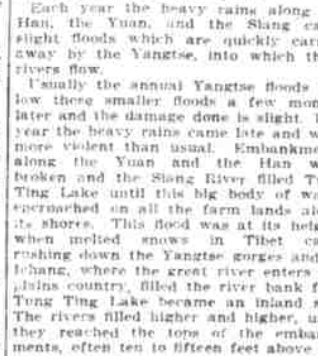 Each year the heavy rains along
Han, the Yuan, and the Siang ca
slight floods which are quickly car
away by the Yangtse, into which th
rivers flow.
Usually the annual Yangtse floods
low these smaller floods a few mon
later and the damage done is slight. T
year the heavy rains came late and w
more violent than usual. Embankme
along the Yuan and the Han w
broken and the Siang River filled T
Ting Lake until this big body of wa
encroached on all the farm lands al
its shores. This flood was at its heig
when melted snows in Tibet ca
rushing down the Yangtse gorges and
Ichang, where the great river enters
plains country, filled the river bank f
Tung Ting Lake became an inland s
The rivers filled higher and higher, u
they reached the tops of the emba
ments, often ten to fifteen feet above